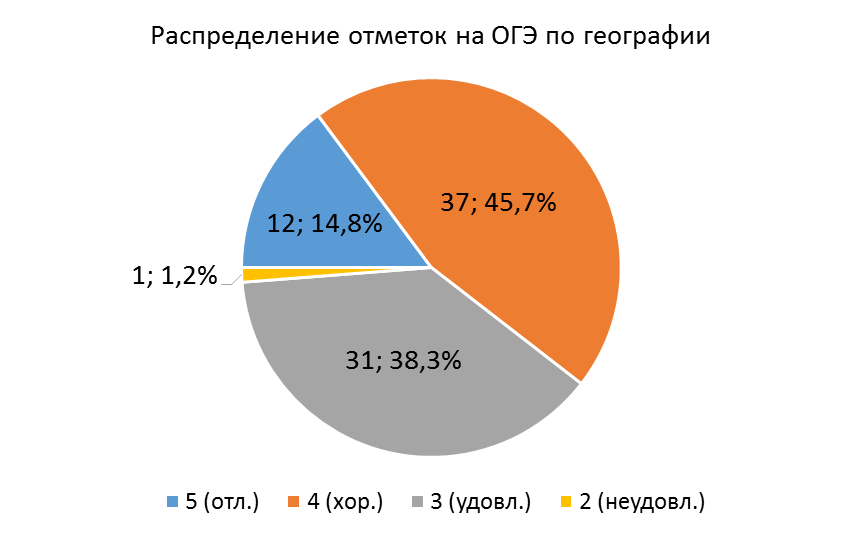 Распределение отметок на ОГЭ по географии
37; 45,7%
12; 14,8%
1; 1,2%
31; 38,3%
5 (отл.) 4 (хор.) 3 (удовл.) 2 (неудовл.)